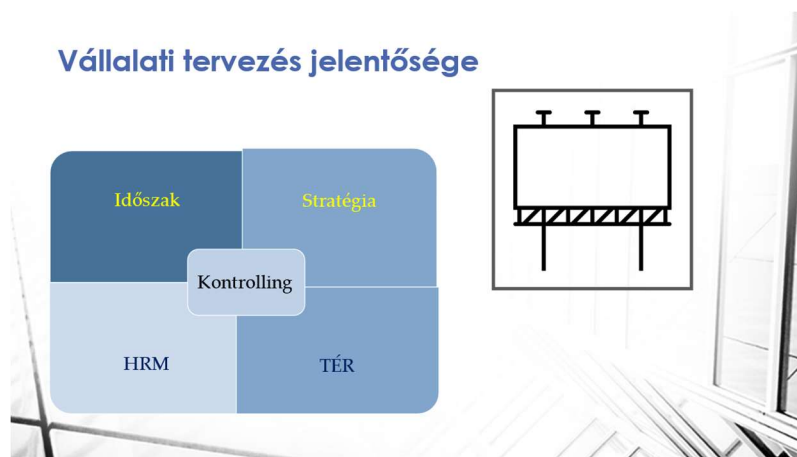 Vállalati tervezés jelentősége
Időszak
Stratégia
Kontrolling
HRM
TÉR